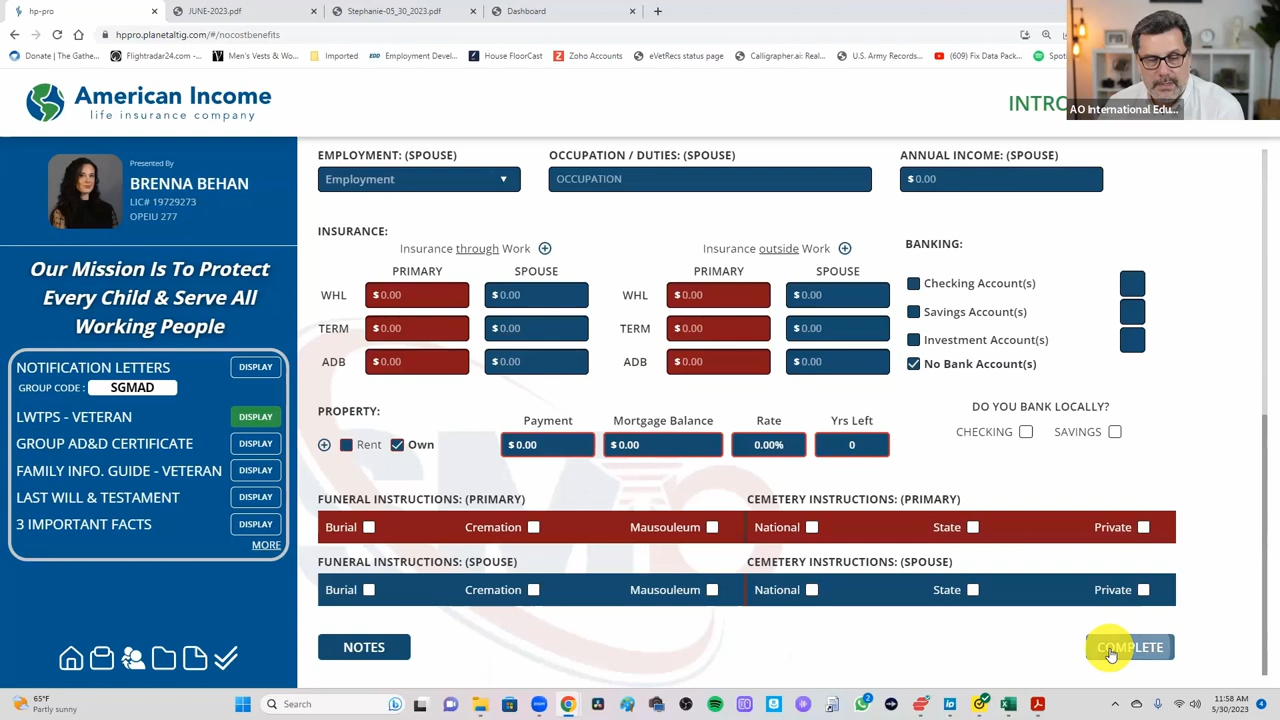 hp-pro
JUNE-2023.pdf
Stephanie-05_30_2023.pdf
Dashboard
hppro.planetaltig.com/#/nocostbenefits
Donate | The Gathe...
Flightradar24.com -...
Men's Vests & Wo...
Imported
EDD Employment Devel...
House FloorCast
Zoho Accounts
eVetRecs status page
Calligrapher.ai: Real...
U.S. Army Records...
(609) Fix Data Pack...
Spot
American Income
life insurance company
INTRO
AO International Edu...
Presented By
BRENNA BEHAN
LIC# 19729273
OPEIU 277
Our Mission Is To Protect
Every Child & Serve All
Working People
NOTIFICATION LETTERS DISPLAY
GROUP CODE : SGMAD
LWTPS - VETERAN DISPLAY
GROUP AD&D CERTIFICATE DISPLAY
FAMILY INFO. GUIDE - VETERAN DISPLAY
LAST WILL & TESTAMENT DISPLAY
3 IMPORTANT FACTS DISPLAY
MORE
EMPLOYMENT: (SPOUSE) OCCUPATION / DUTIES: (SPOUSE) ANNUAL INCOME: (SPOUSE)
Employment OCCUPATION $ 0.00
INSURANCE:
Insurance through Work Insurance outside Work
PRIMARY SPOUSE PRIMARY SPOUSE
WHL $ 0.00 $ 0.00 WHL $ 0.00 $ 0.00
TERM $ 0.00 $ 0.00 TERM $ 0.00 $ 0.00
ADB $ 0.00 $ 0.00 ADB $ 0.00 $ 0.00
BANKING:
Checking Account(s)
Savings Account(s)
Investment Account(s)
No Bank Account(s)
DO YOU BANK LOCALLY?
CHECKING SAVINGS
PROPERTY: Payment Mortgage Balance Rate Yrs Left
Rent Own $ 0.00 $ 0.00 0.00% 0
FUNERAL INSTRUCTIONS: (PRIMARY) CEMETERY INSTRUCTIONS: (PRIMARY)
Burial Cremation Mausouleum National State Private
FUNERAL INSTRUCTIONS: (SPOUSE) CEMETERY INSTRUCTIONS: (SPOUSE)
Burial Cremation Mausouleum National State Private
NOTES COMPLETE
65°F
Partly sunny
Search
11:58 AM
5/30/2023